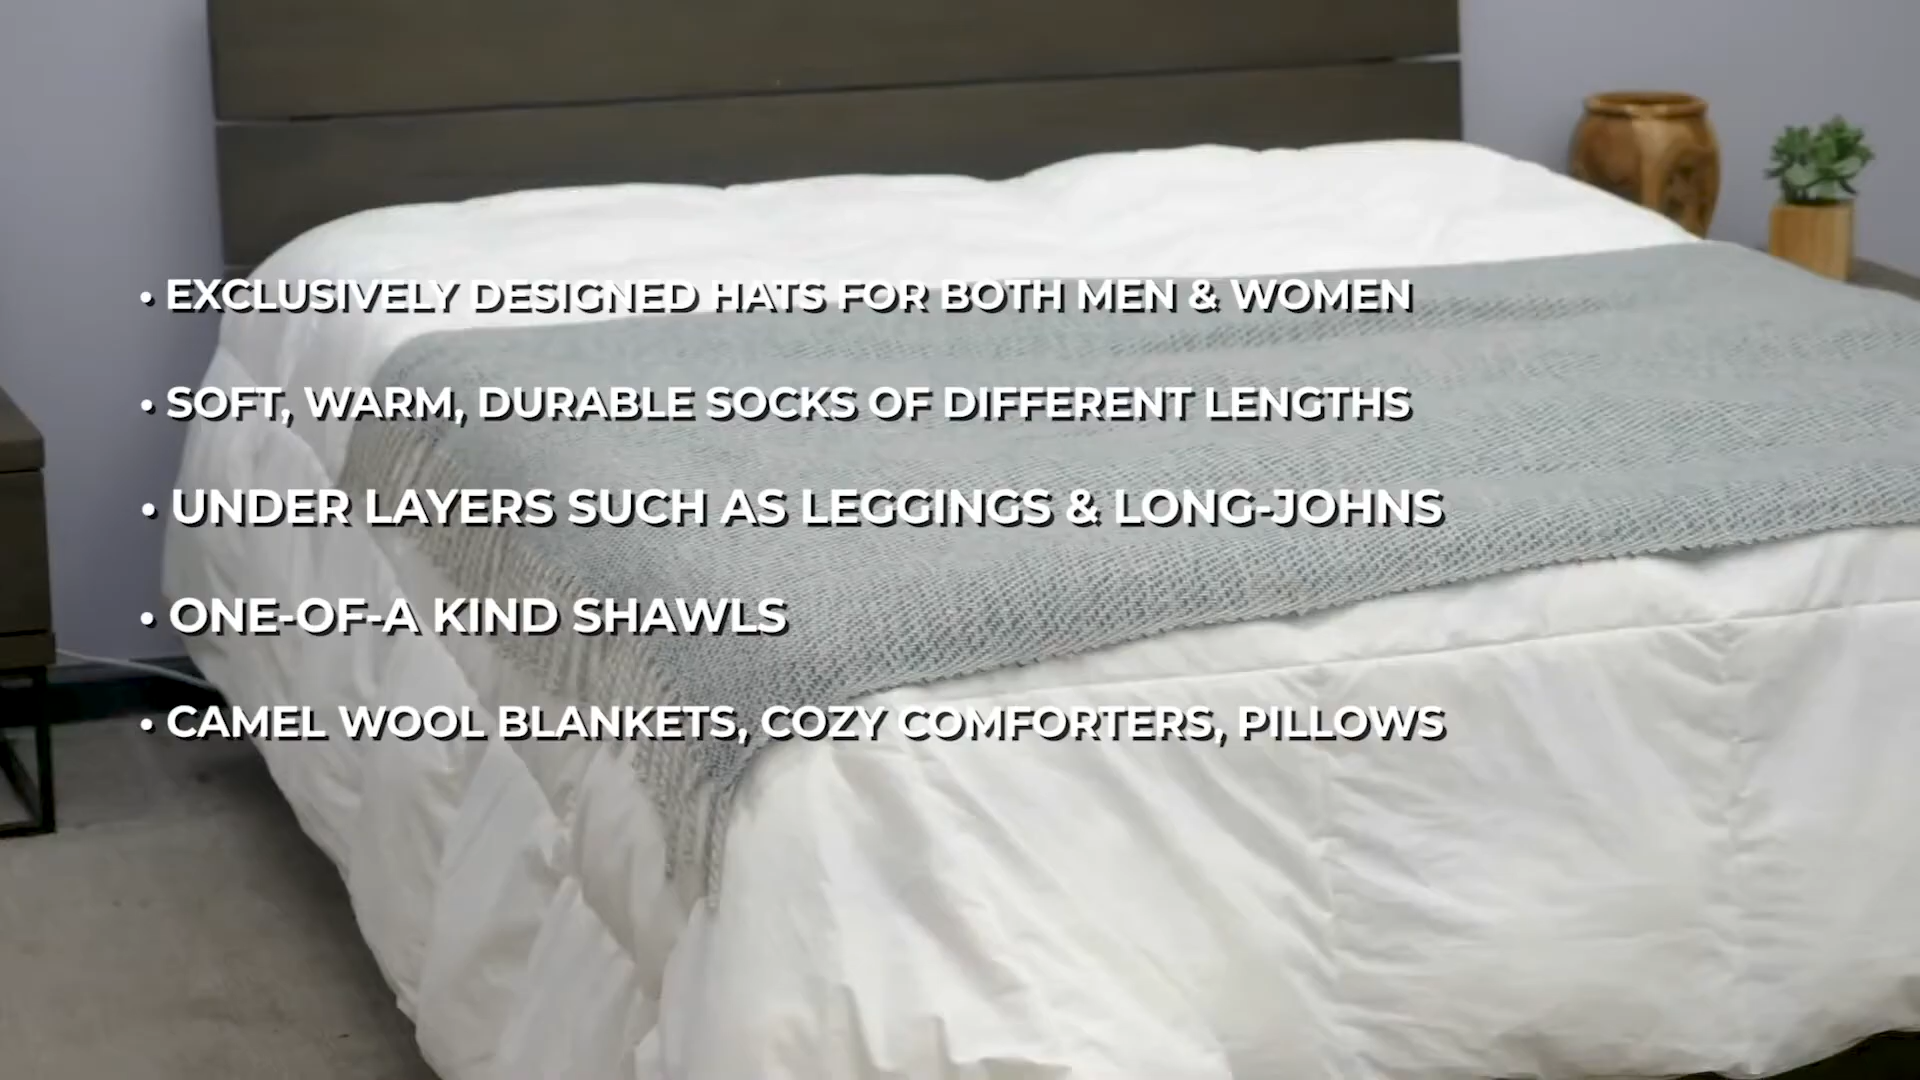 • EXCLUSIVELY DESIGNED HATS FOR BOTH MEN & WOMEN
• SOFT, WARM, DURABLE SOCKS OF DIFFERENT LENGTHS
• UNDER LAYERS SUCH AS LEGGINGS & LONG-JOHNS
• ONE-OF-A KIND SHAWLS
• CAMEL WOOL BLANKETS, COZY COMFORTERS, PILLOWS